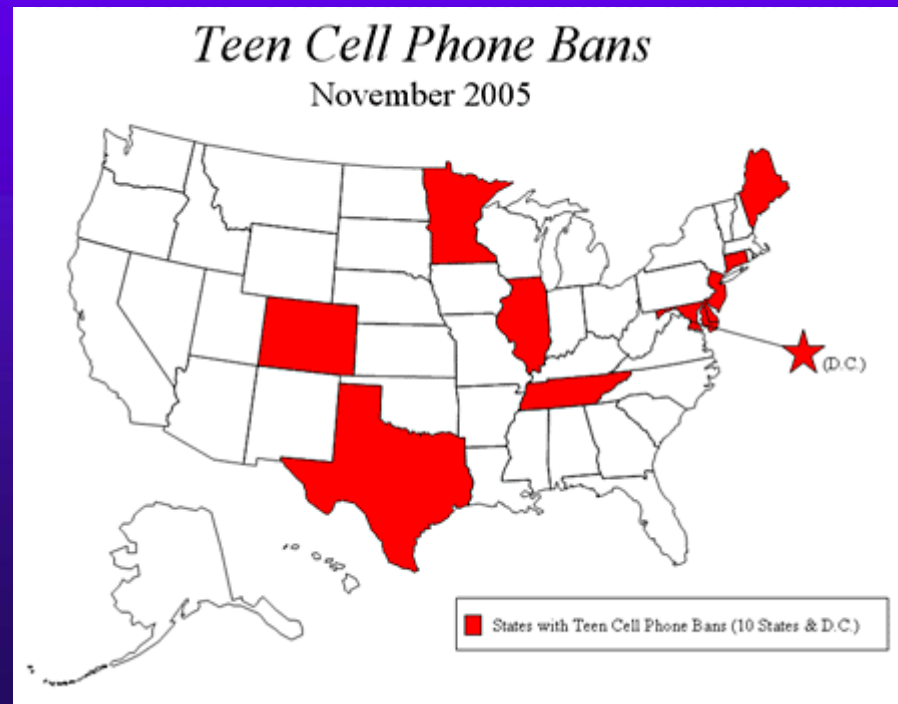 Teen Cell Phone Bans
November 2005
(D.C.)
States with Teen Cell Phone Bans (10 States & D.C.)